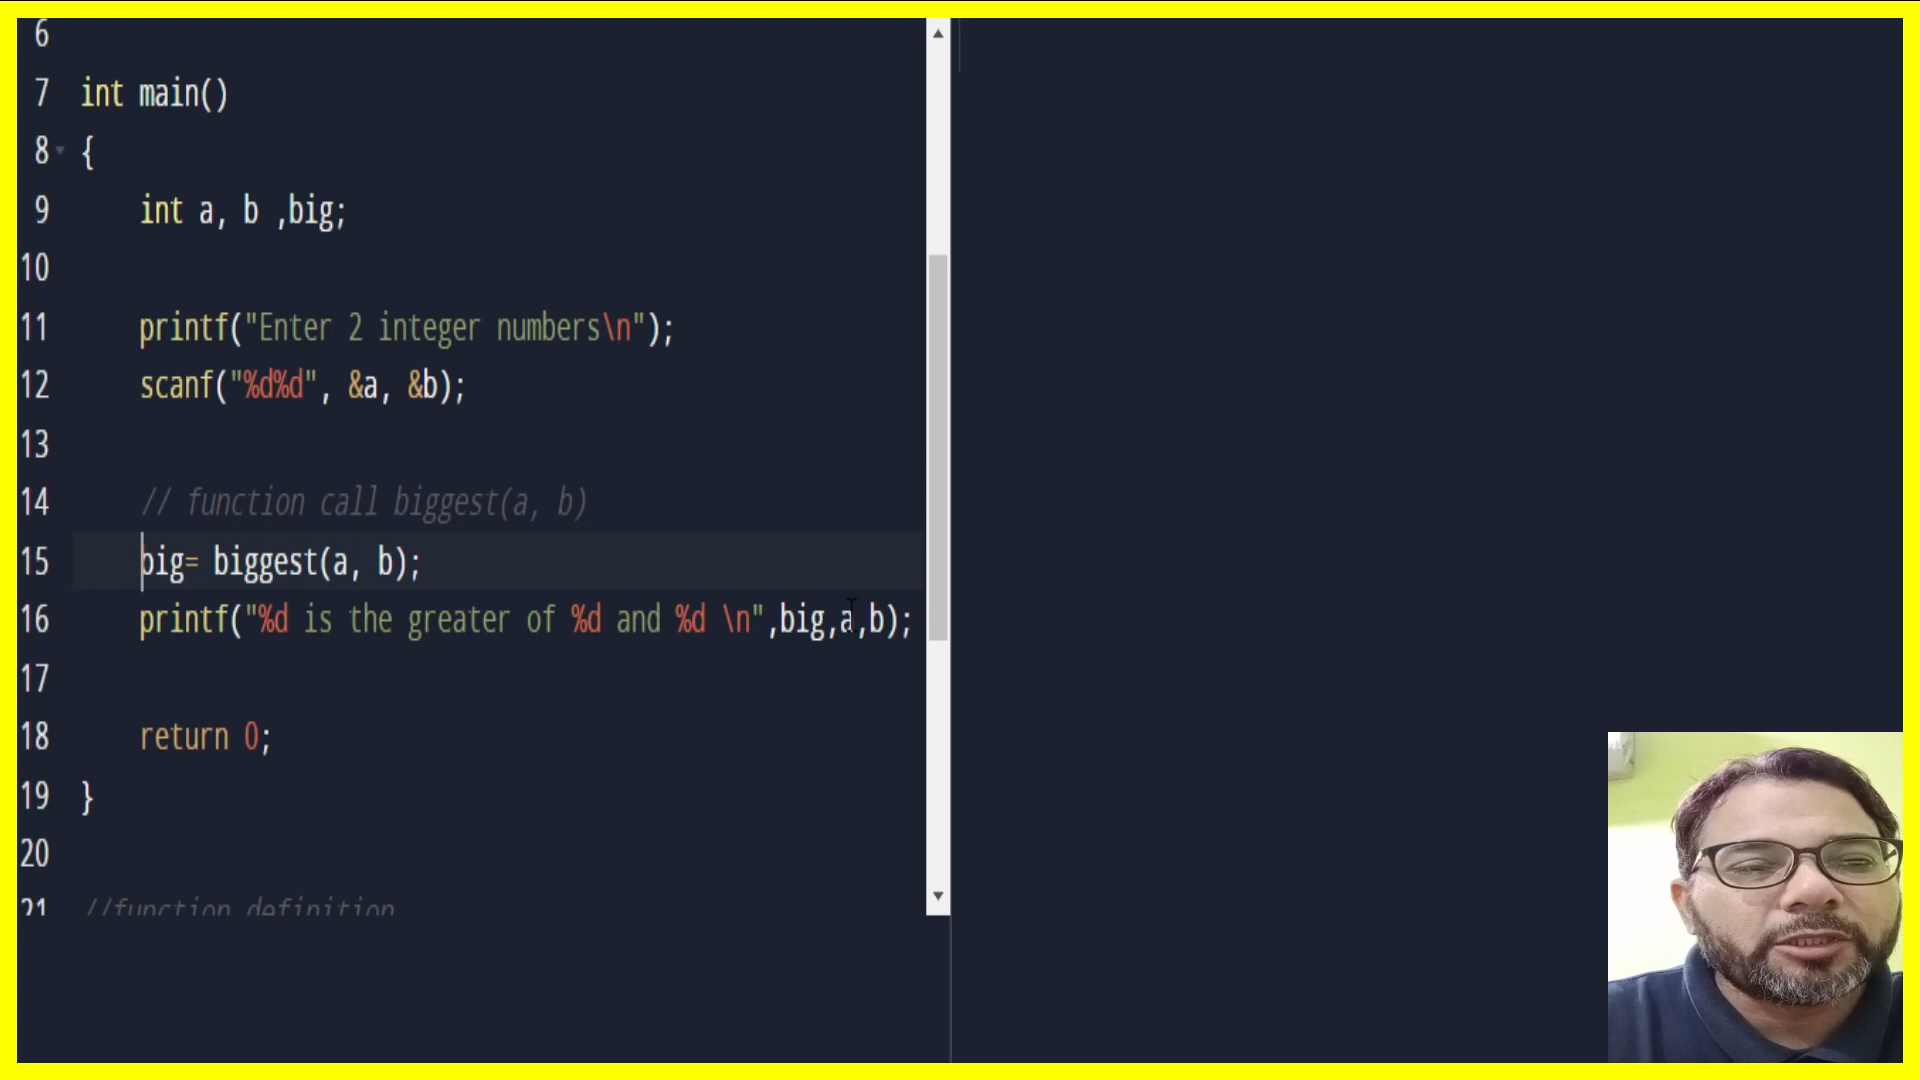 6
7 int main()
8 {
9 int a, b ,big;
10
11 printf("Enter 2 integer numbers\n");
12 scanf("%d%d", &a, &b);
13
14 // function call biggest(a, b)
15 big= biggest(a, b);
16 printf("%d is the greater of %d and %d \n",big,a,b);
17
18 return 0;
19 }
20
21 //function definition